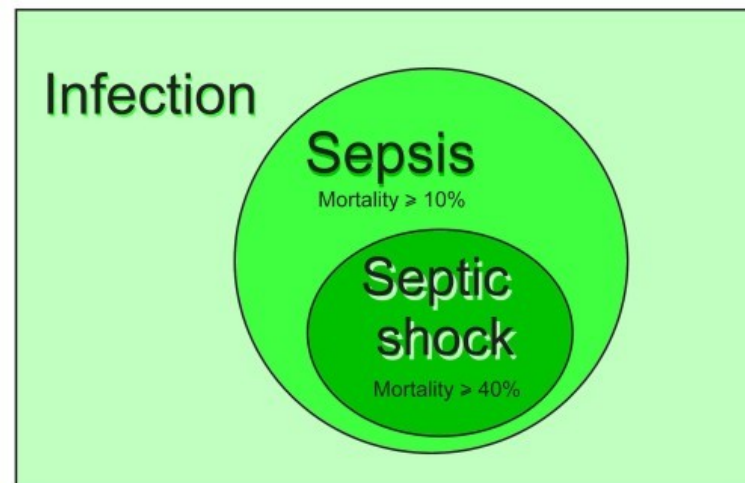 Infection
Sepsis
Mortality ⩾ 10%
Septic
shock
Mortality ⩾ 40%